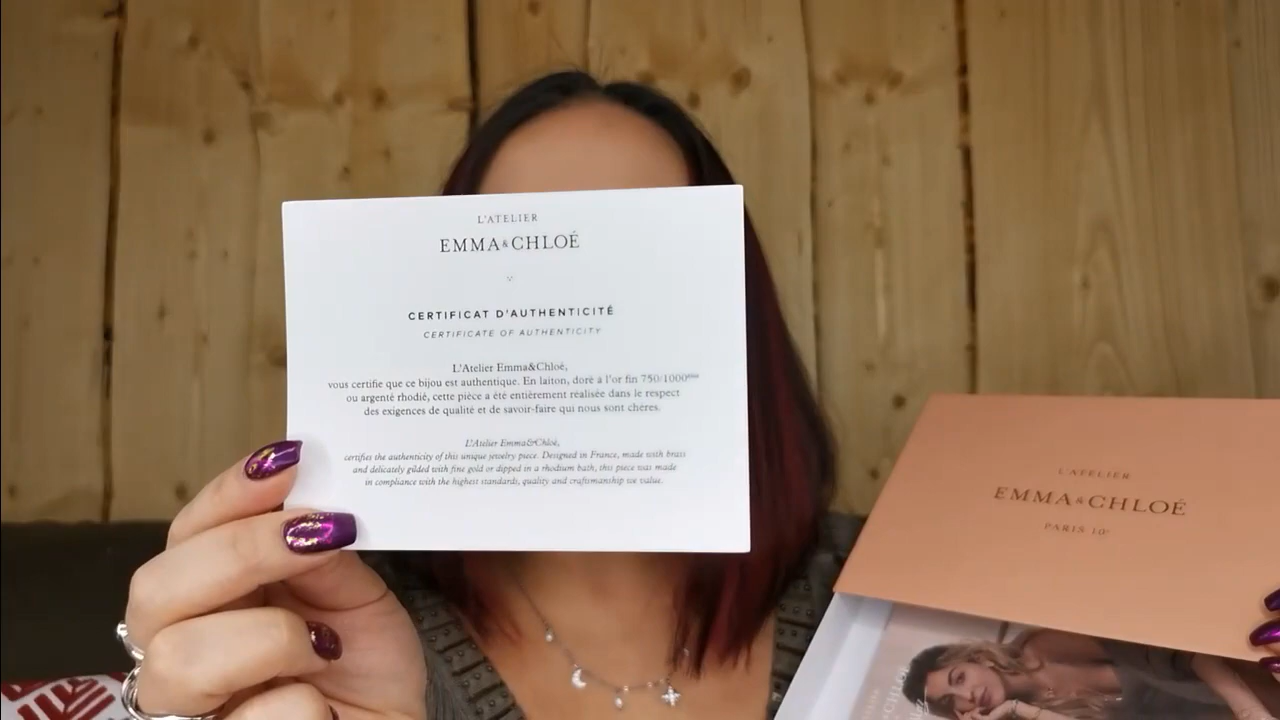 L'ATELIER
EMMA&CHLOÉ
CERTIFICAT D'AUTHENTICITÉ
CERTIFICATE OF AUTHENTICITY
L'Atelier Emma&Chloé,
vous certifie que ce bijou est authentique. En laiton, doré à l'or fin 750/1000ème
ou argenté rhodié, cette pièce a été entièrement réalisée dans le respect
des exigences de qualité et de savoir-faire qui nous sont chères.
L'Atelier Emma&Chloé,
certifies the authenticity of this unique jewelry piece. Designed in France, made with brass
and delicately gilded with fine gold or dipped in a rhodium bath, this piece was made
in compliance with the highest standards, quality and craftsmanship we value.
L'ATELIER
EMMA&CHLOÉ
PARIS 10E